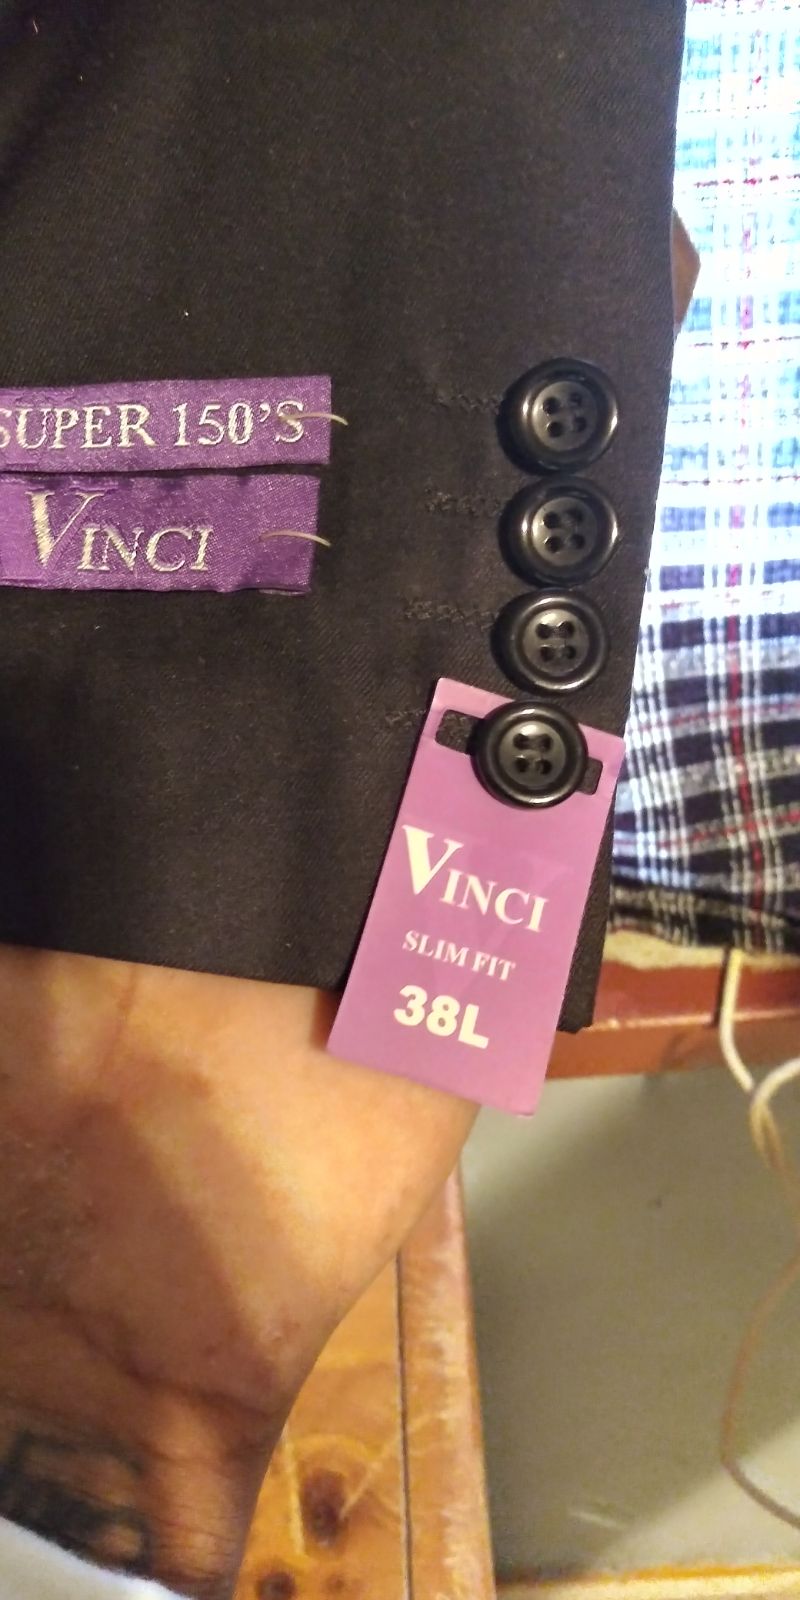 SUPER 150'S
VINCI
VINCI
SLIM FIT
38L